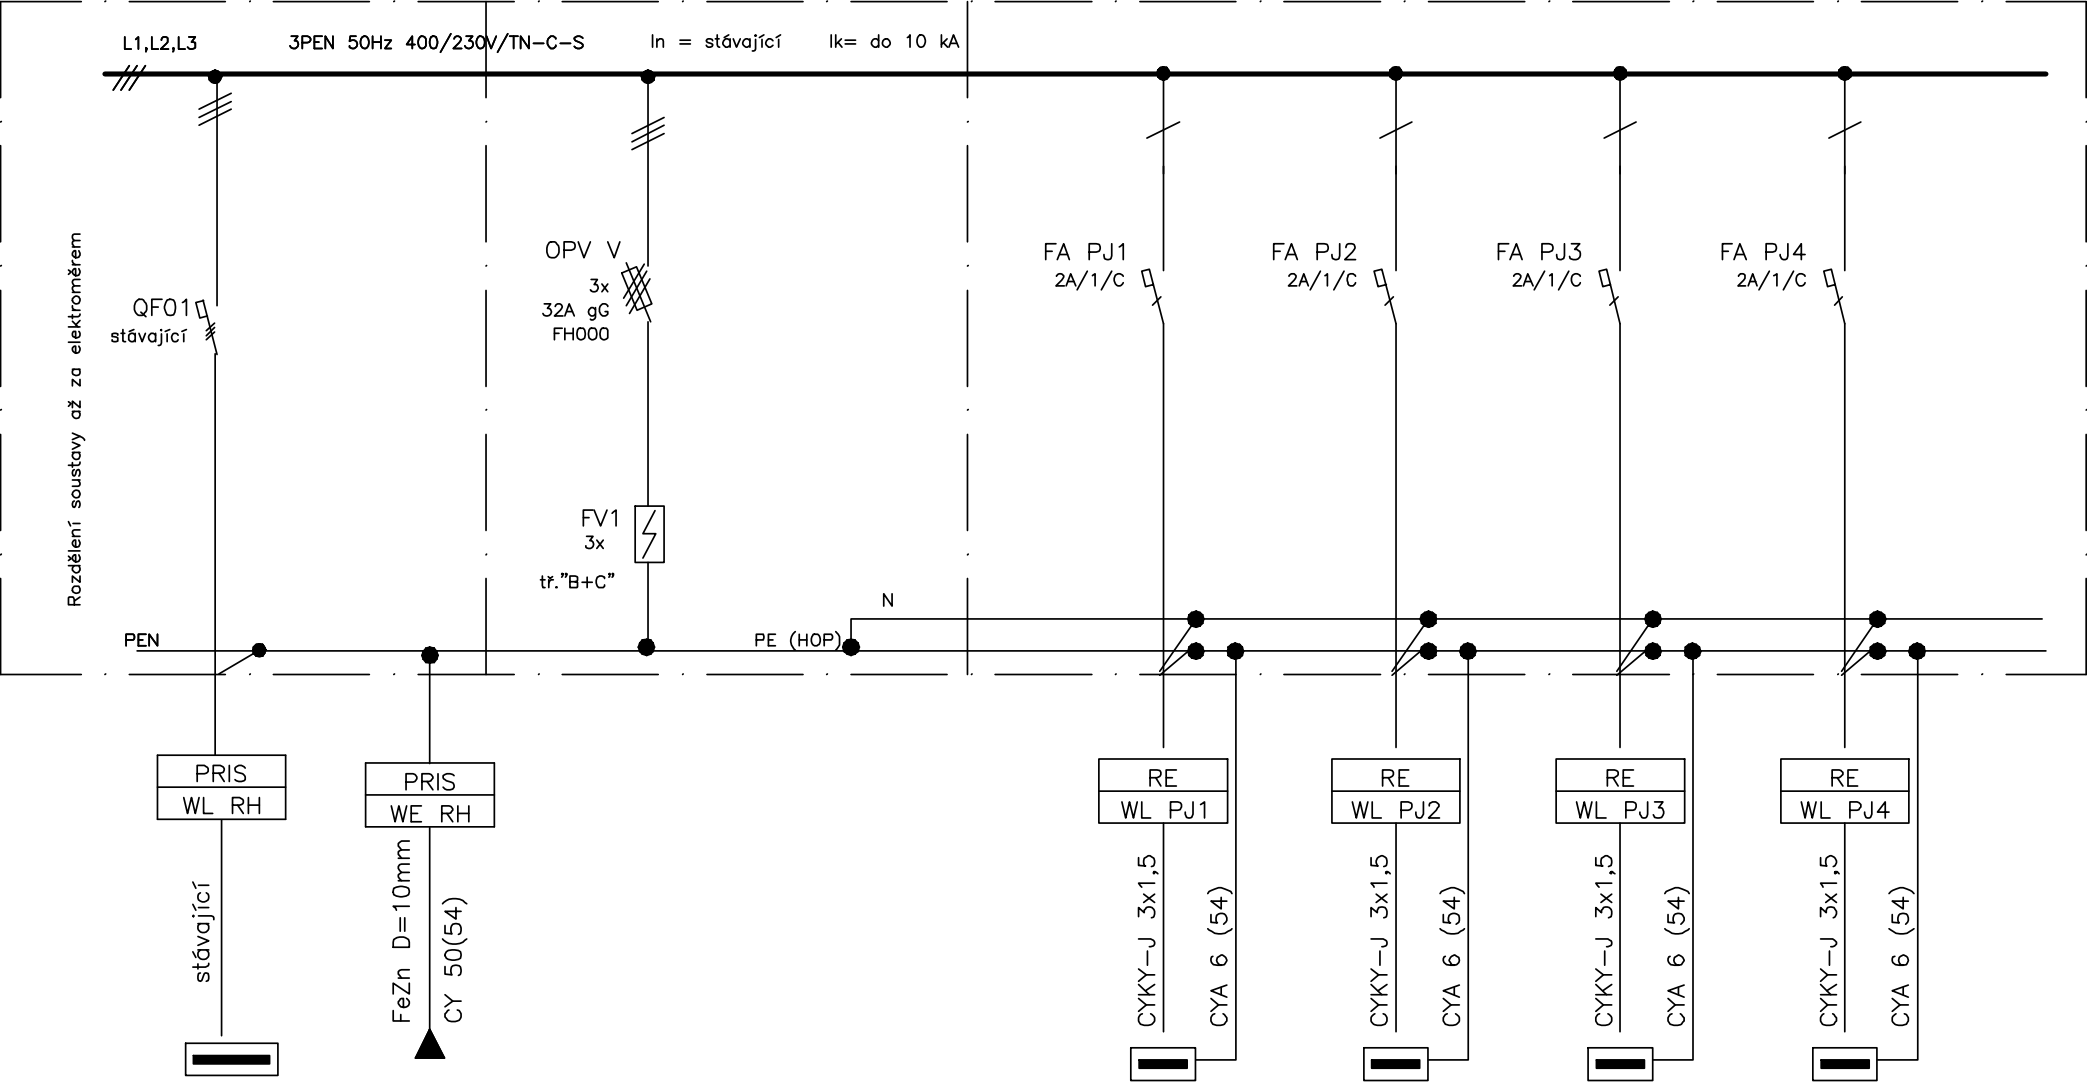 L1,L2,L3
3PEN 50Hz 400/230V/TN-C-S
In = stávající
Ik= do 10 kA
Rozdělení soustavy až za elektroměrem
QF01
stávající
OPV V
3x
32A gG
FH000
FV1
3x
tř."B+C"
FA PJ1
2A/1/C
FA PJ2
2A/1/C
FA PJ3
2A/1/C
FA PJ4
2A/1/C
N
PEN
PE (HOP)
PRIS
WL RH
PRIS
WE RH
RE
WL PJ1
RE
WL PJ2
RE
WL PJ3
RE
WL PJ4
stávající
FeZn D=10mm
CY 50(54)
CYKY-J 3x1,5
CYA 6 (54)
CYKY-J 3x1,5
CYA 6 (54)
CYKY-J 3x1,5
CYA 6 (54)
CYKY-J 3x1,5
CYA 6 (54)